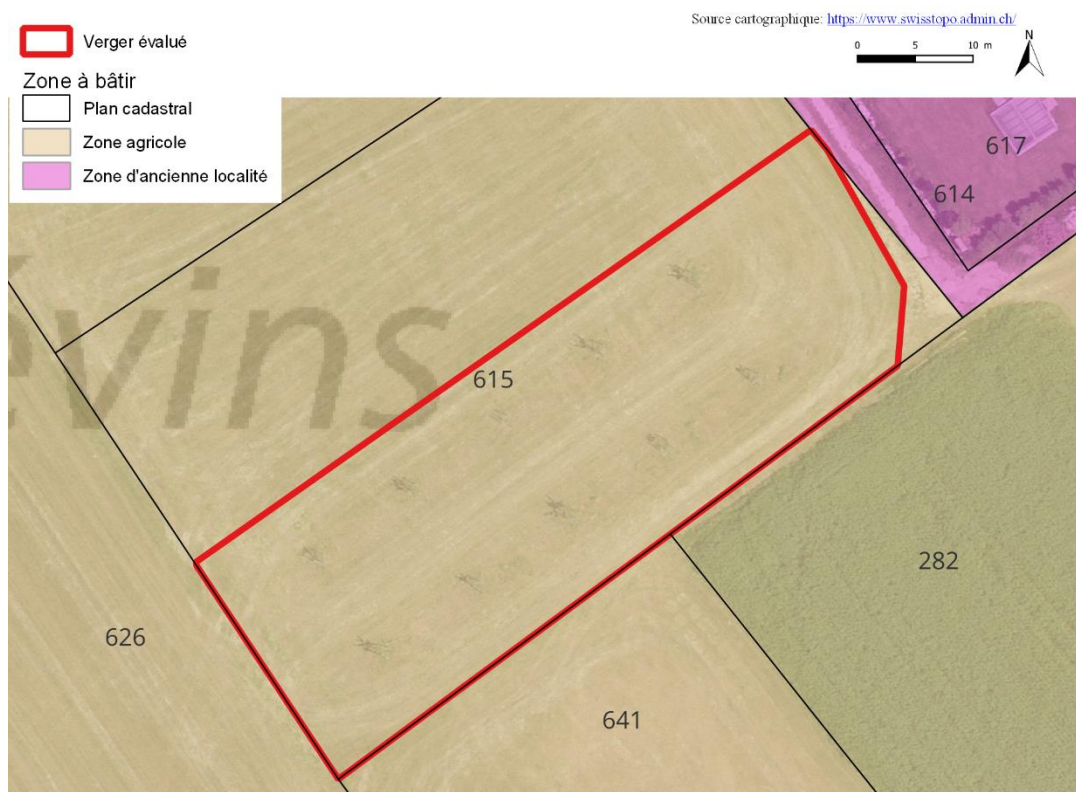 Source cartographique: https://www.swisstopo.admin.ch/
Verger évalué
0 5 10 m
N
Zone à bâtir
Plan cadastral
Zone agricole
Zone d'ancienne localité
617
614
évins
615
282
626
641